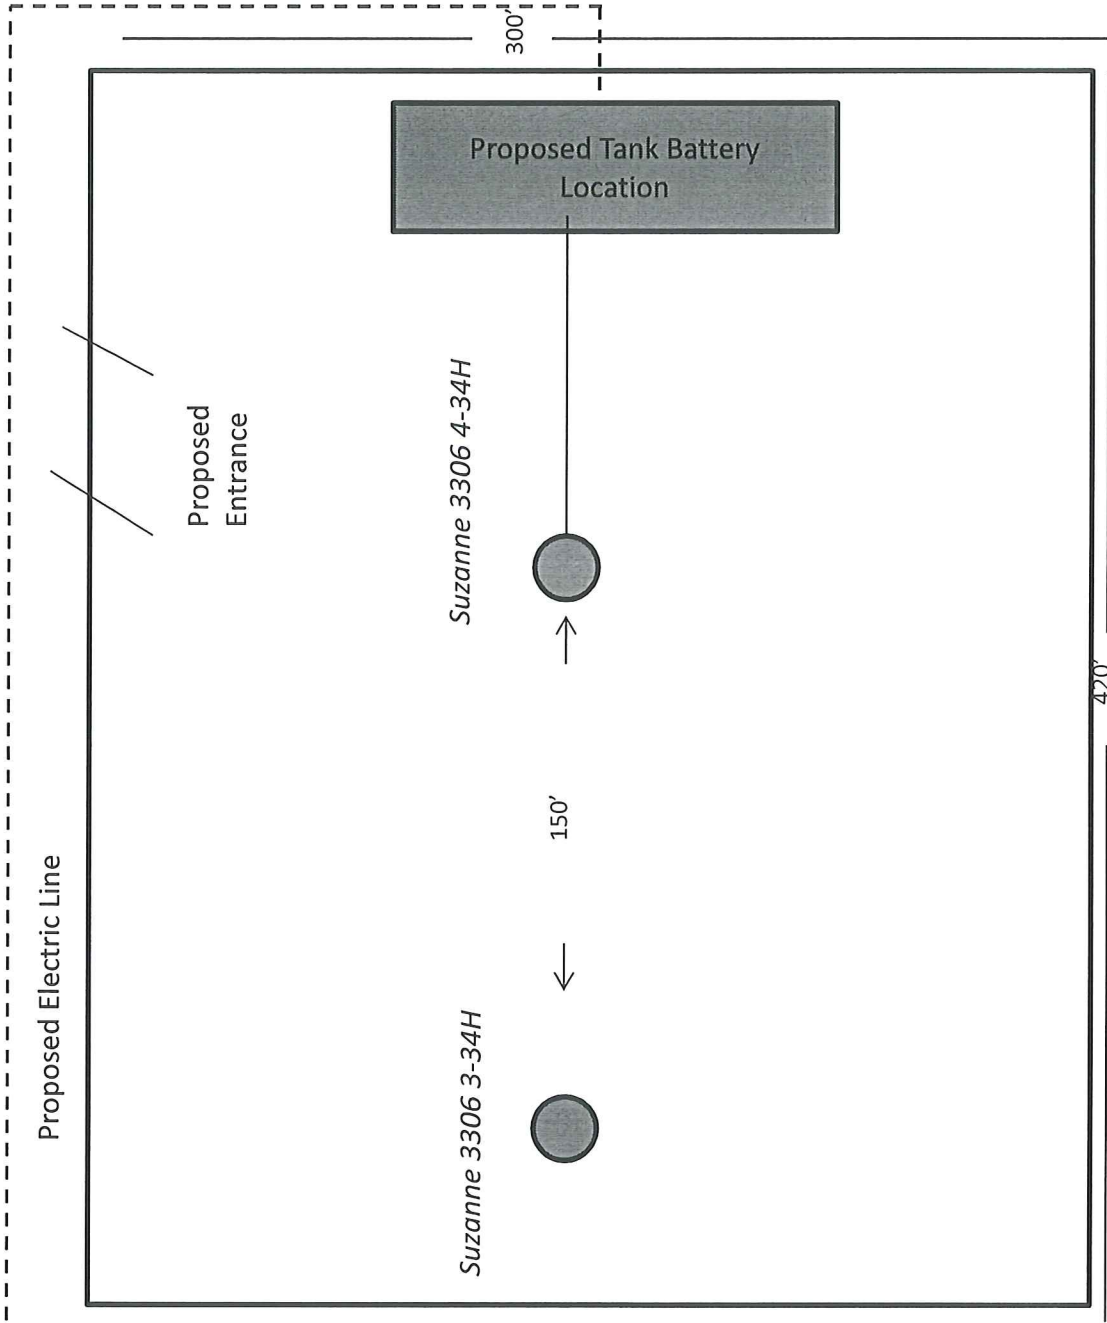 300’
Proposed Tank Battery
Location
Proposed
Entrance
Suzanne 3306 4-34H
420’
150’
Proposed Electric Line
Suzanne 3306 3-34H